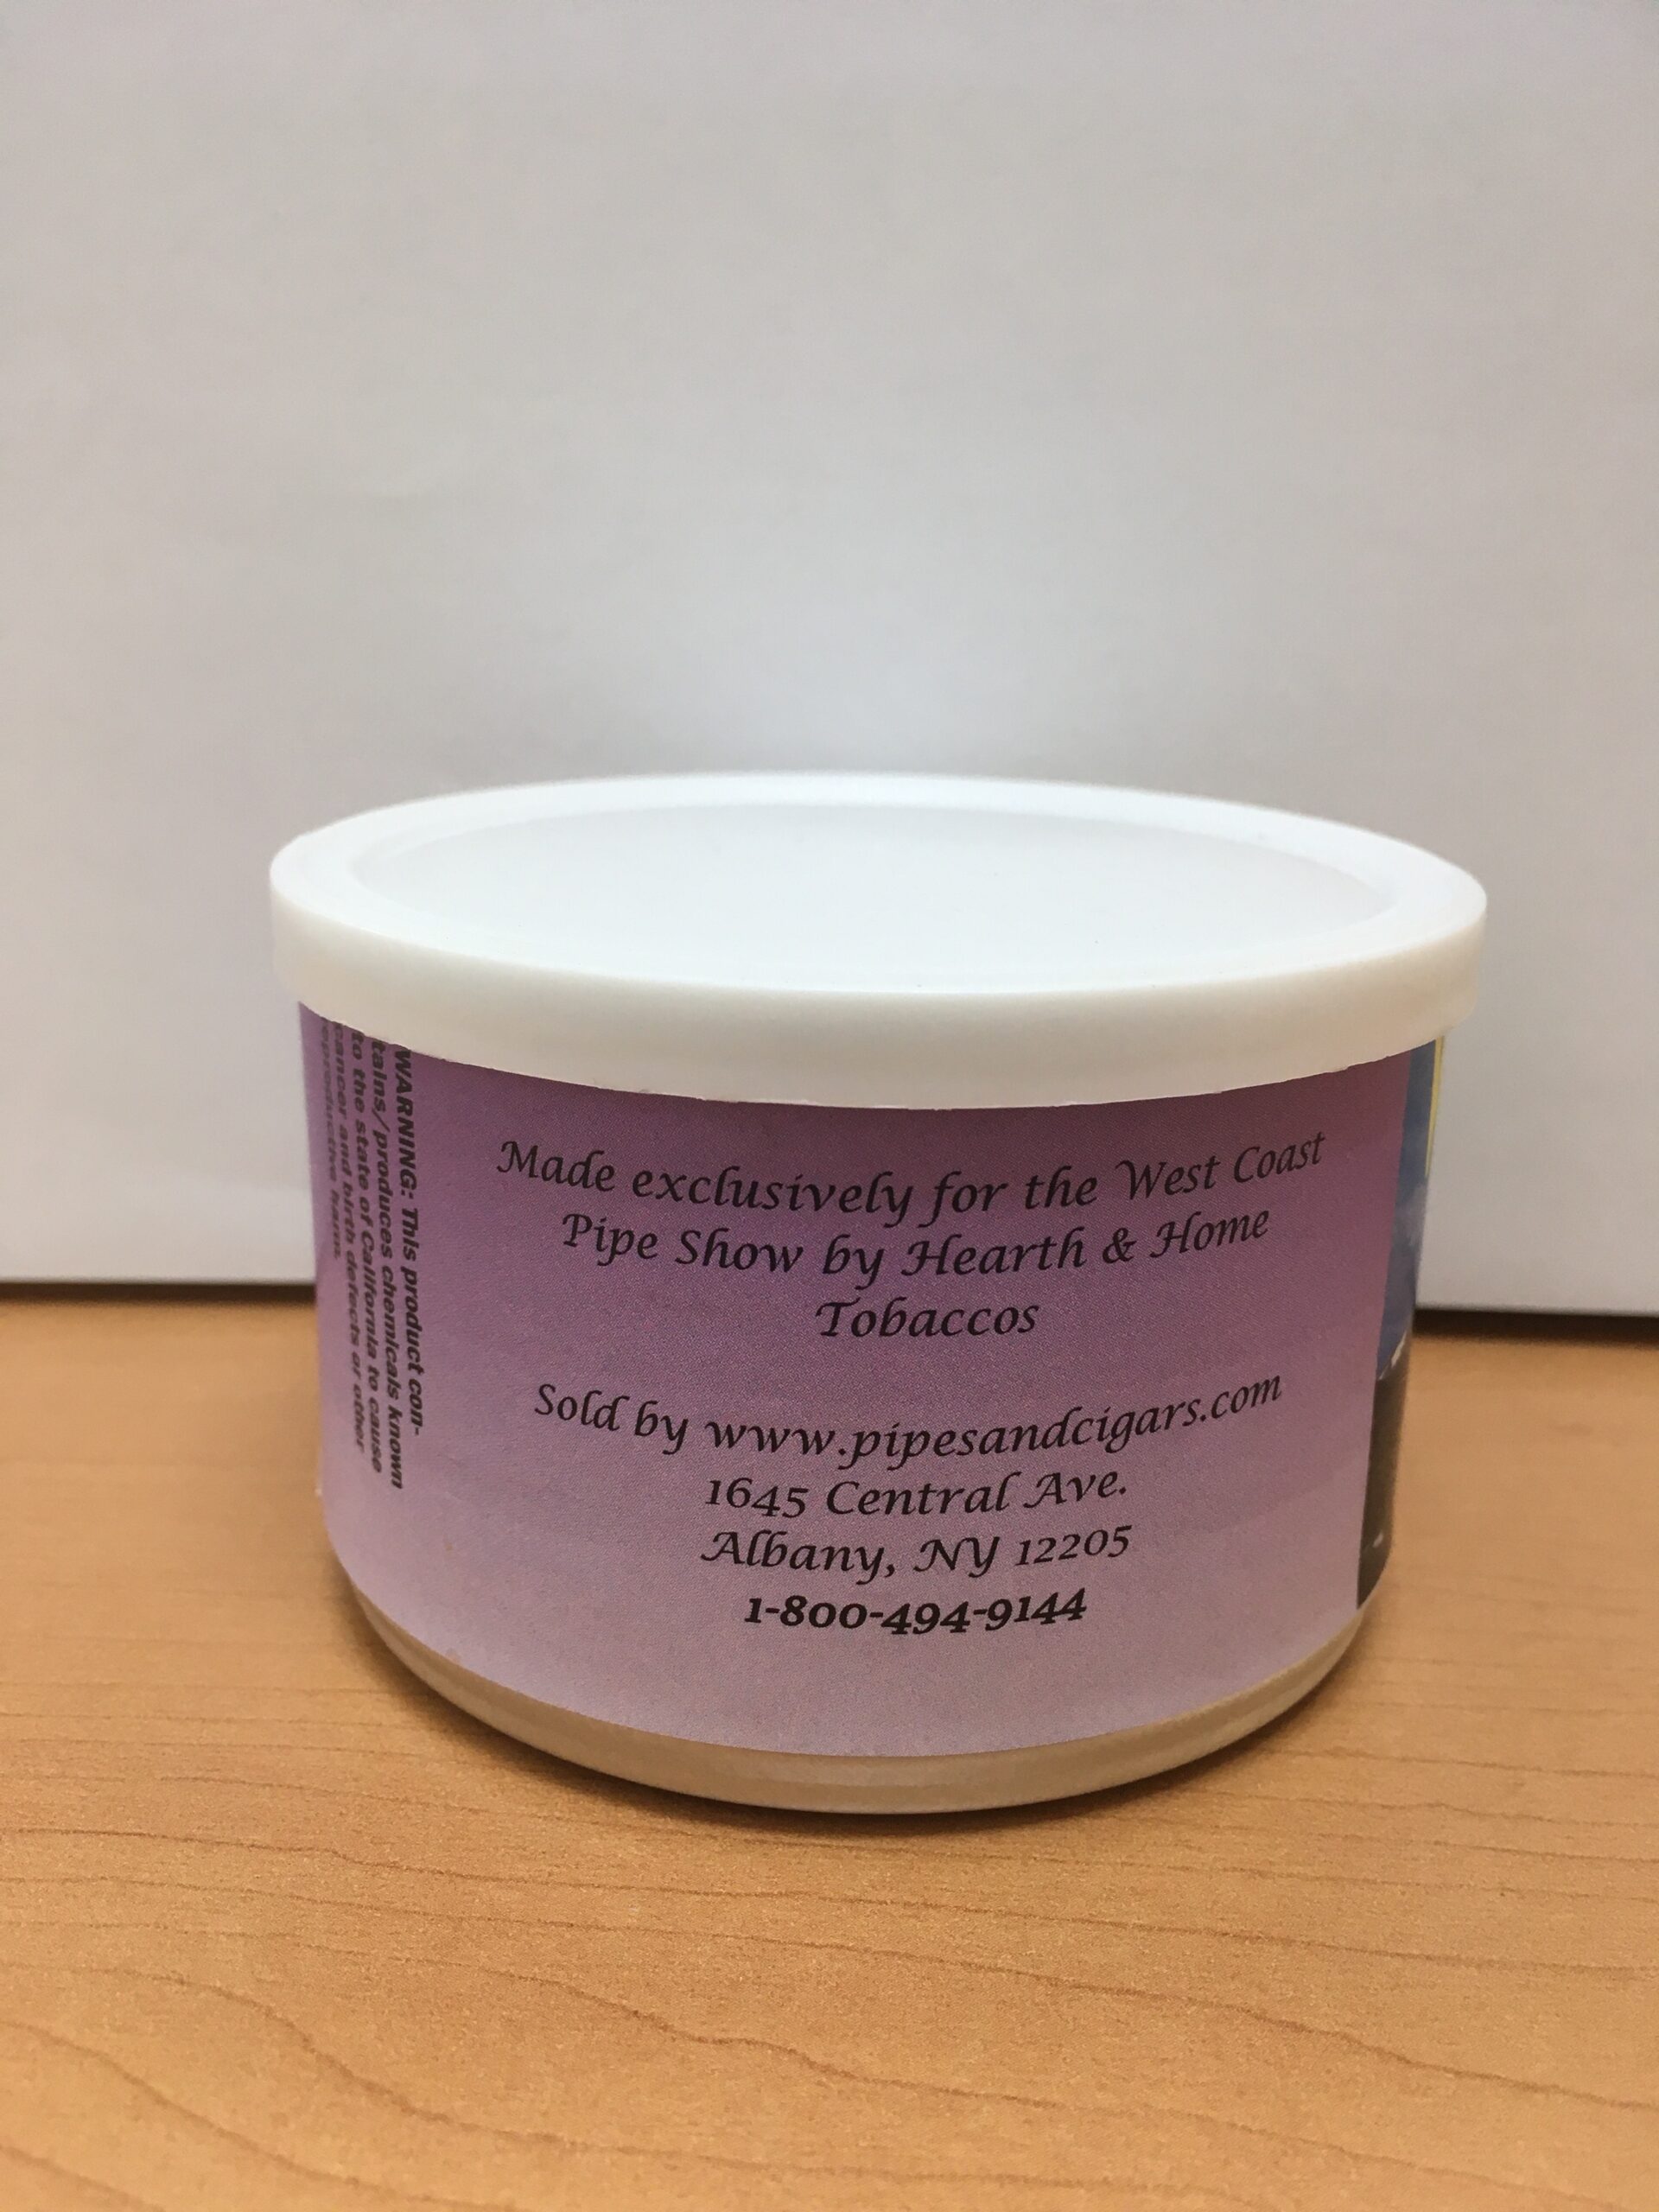 Made exclusively for the West Coast
Pipe Show by Hearth & Home
Tobaccos
Sold by www.pipesandcigars.com
1645 Central Ave.
Albany, NY 12205
1-800-494-9144
WARNING: This product con-
tains/produces chemicals known
to the state of California to cause
cancer and birth defects or other
reproductive harm.